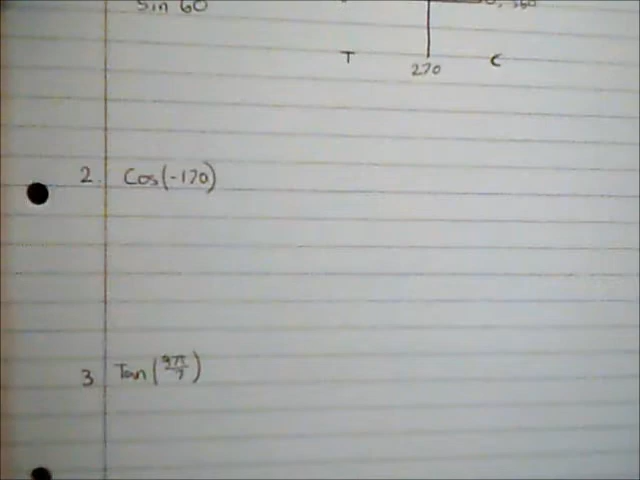 Sin 60
T
270
C
2. Cos(-170)
3 Tan(9π/7)